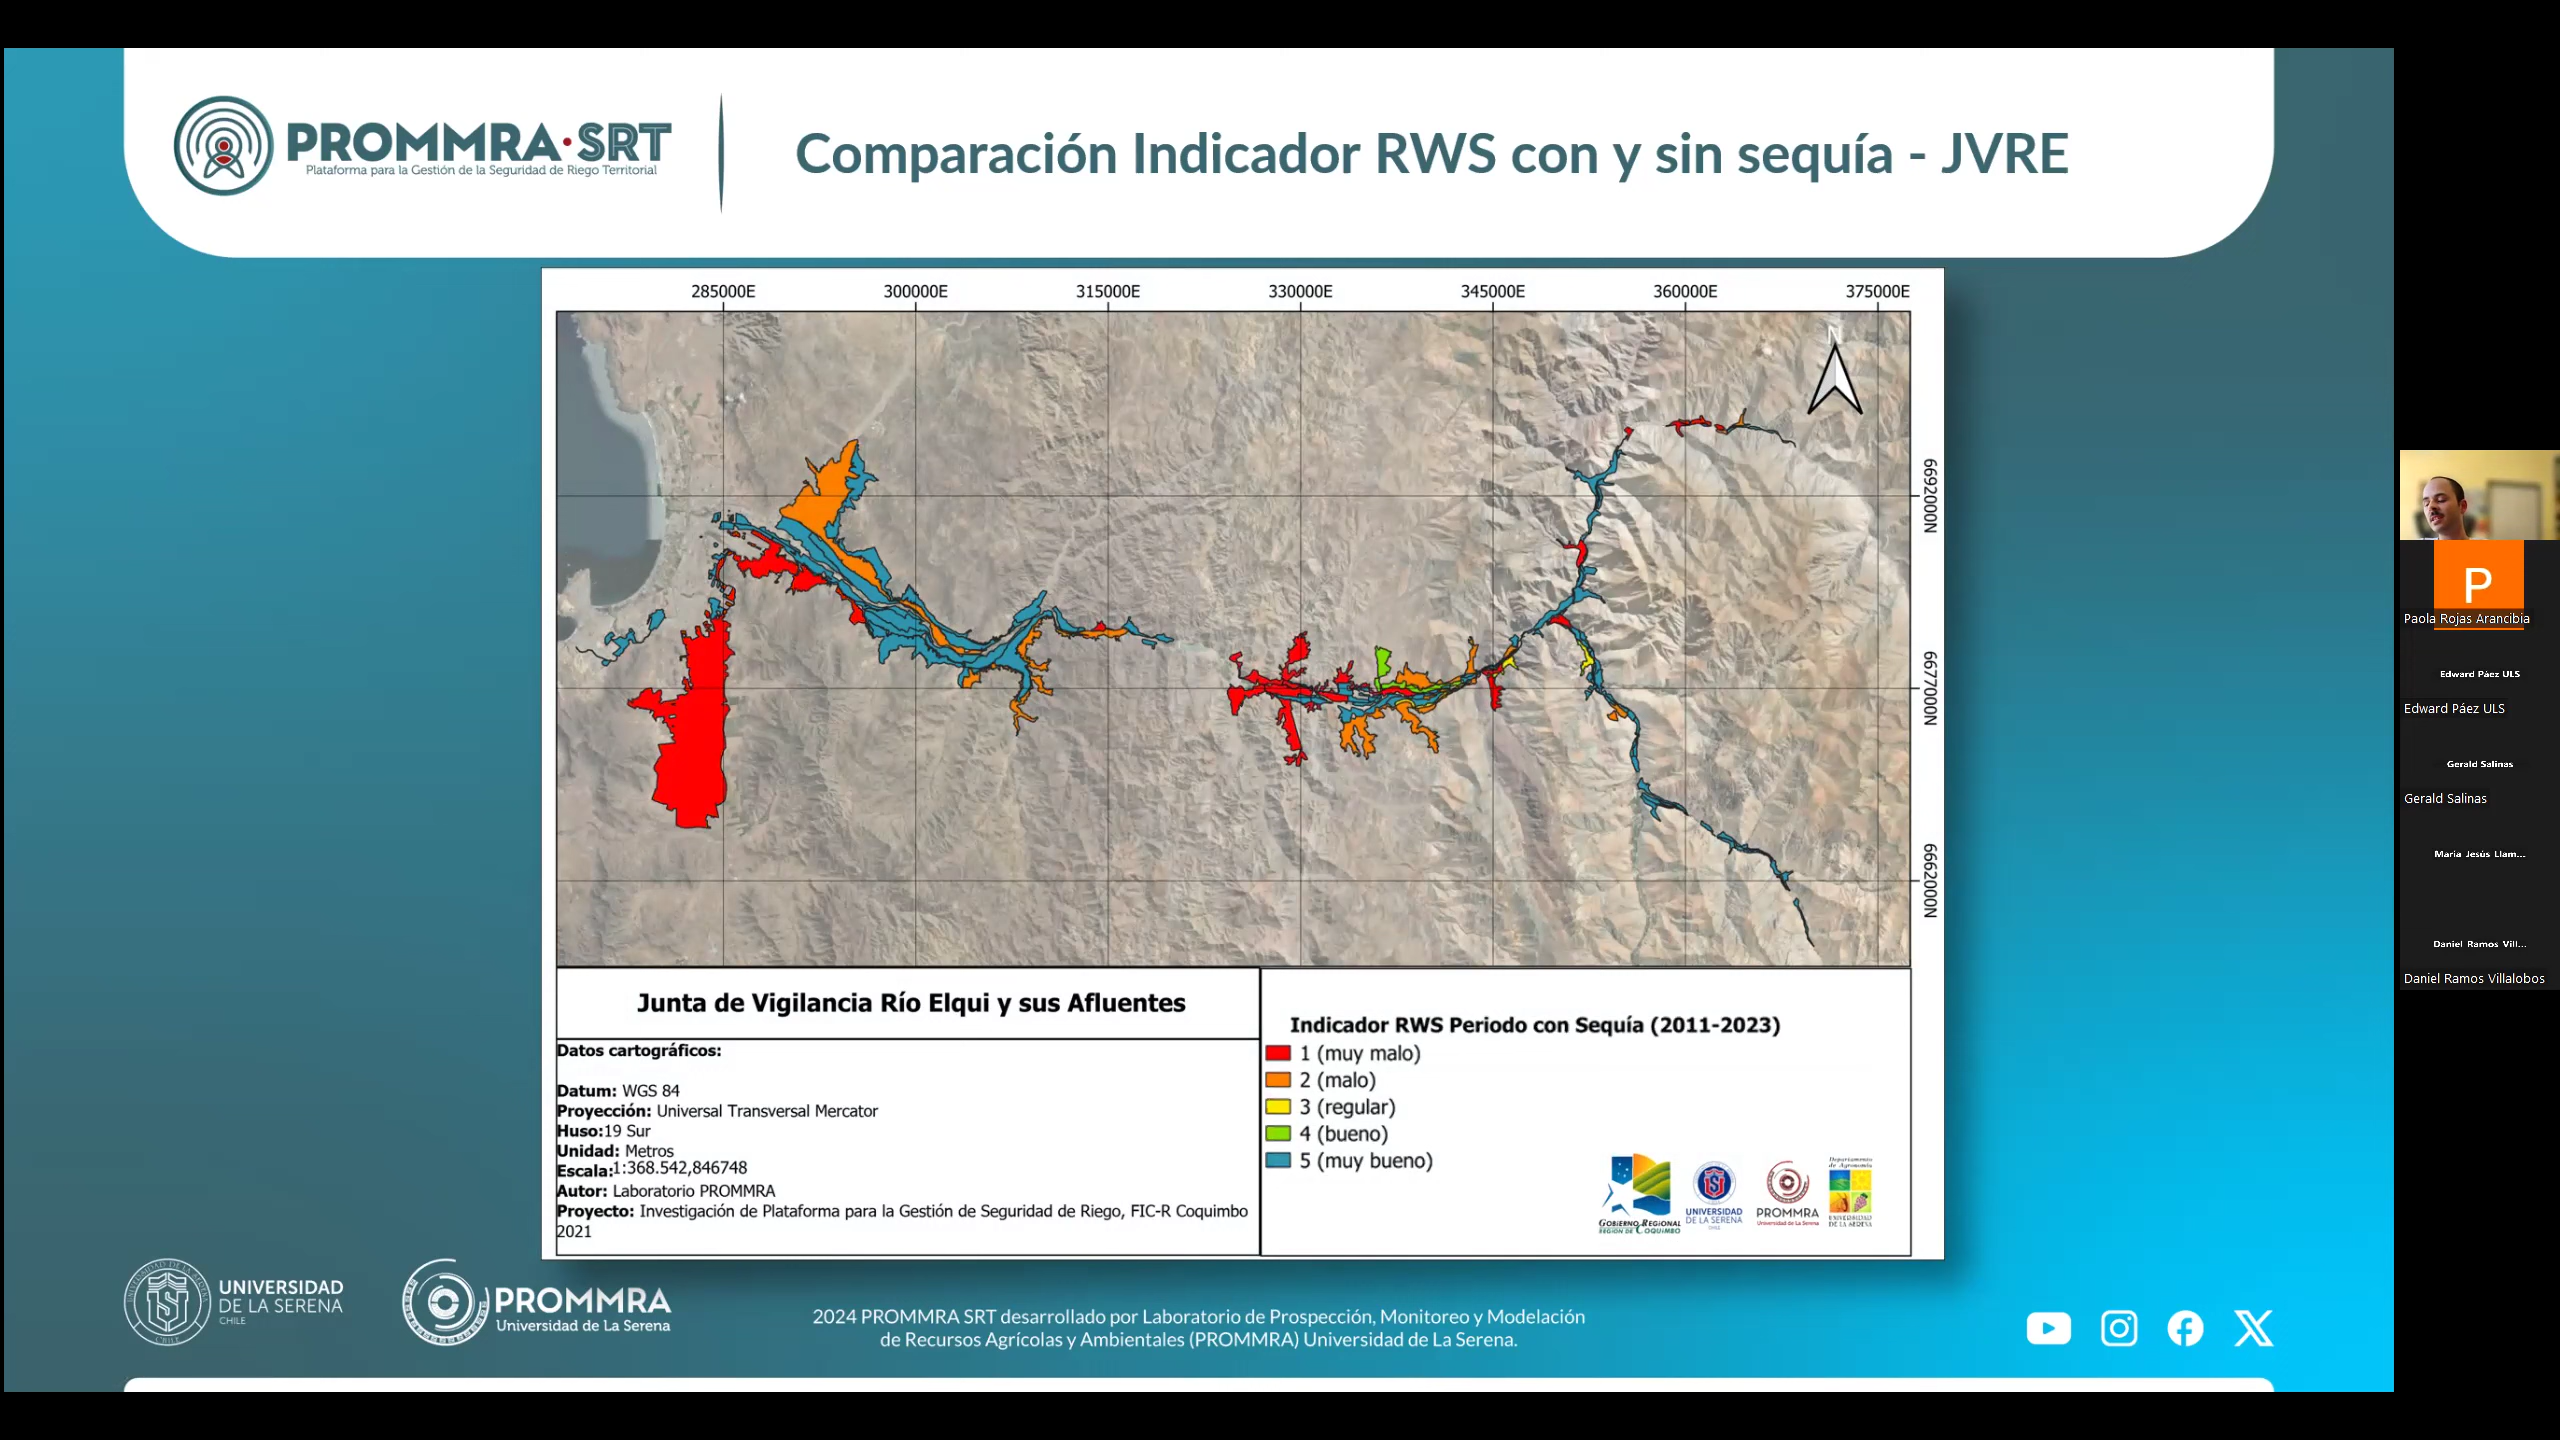 PROMMRA·SRT
Plataforma para la Gestión de la Seguridad de Riego Territorial
Comparación Indicador RWS con y sin sequía - JVRE
285000E 300000E 315000E 330000E 345000E 360000E 375000E
N
6692000N
6677000N
6662000N
Junta de Vigilancia Río Elqui y sus Afluentes
Datos cartográficos:
Datum: WGS 84
Proyección: Universal Transversal Mercator
Huso:19 Sur
Unidad: Metros
Escala:1:368.542,846748
Autor: Laboratorio PROMMRA
Proyecto: Investigación de Plataforma para la Gestión de Seguridad de Riego, FIC-R Coquimbo
2021
Indicador RWS Periodo con Sequía (2011-2023)
1 (muy malo)
2 (malo)
3 (regular)
4 (bueno)
5 (muy bueno)
GOBIERNO REGIONAL
REGIÓN DE COQUIMBO
UNIVERSIDAD
DE LA SERENA
CHILE
PROMMRA
Universidad de La Serena
Departamento
de Agronomía
UNIVERSIDAD
DE LA SERENA
UNIVERSIDAD
DE LA SERENA
CHILE
PROMMRA
Universidad de La Serena
2024 PROMMRA SRT desarrollado por Laboratorio de Prospección, Monitoreo y Modelación
de Recursos Agrícolas y Ambientales (PROMMRA) Universidad de La Serena.
P
Paola Rojas Arancibia
Edward Páez ULS
Edward Páez ULS
Gerald Salinas
Gerald Salinas
Maria Jesús Llam...
Daniel Ramos Vill...
Daniel Ramos Villalobos